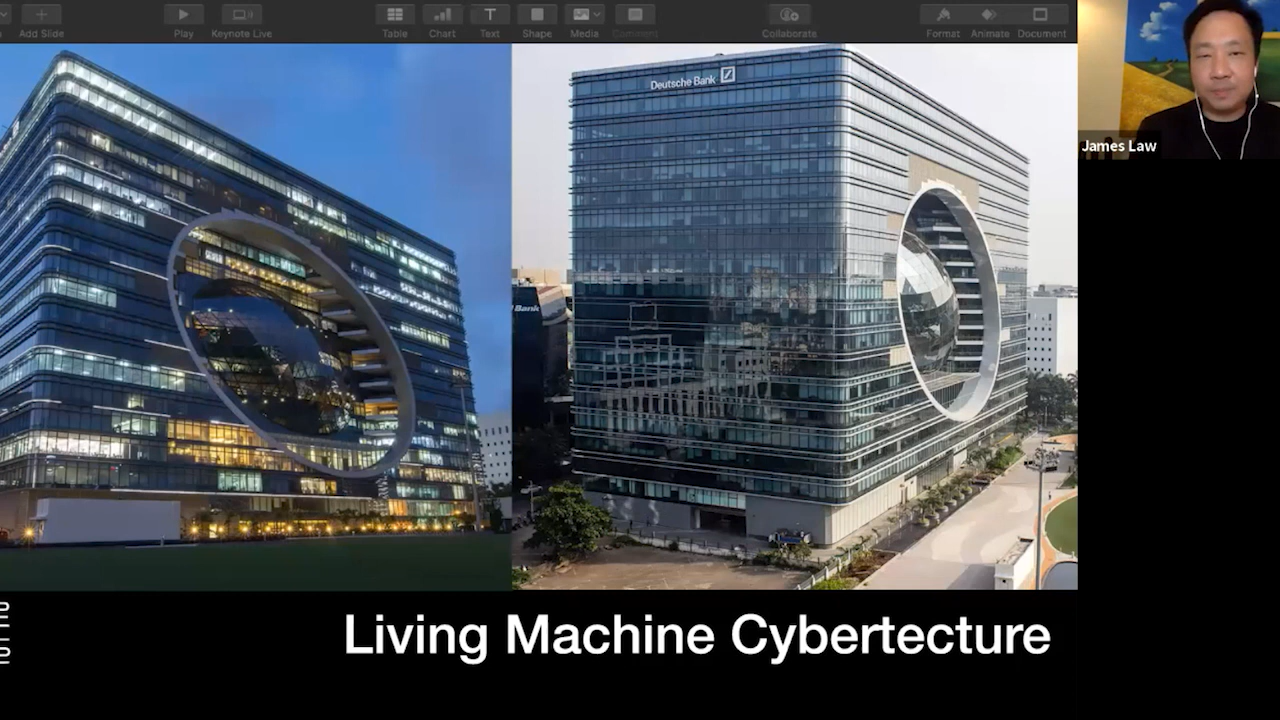 Add Slide
Play
Keynote Live
Table
Chart
Text
Shape
Media
Comment
Collaborate
Format
Animate
Document
James Law
Deutsche Bank
Bank
Living Machine Cybertecture